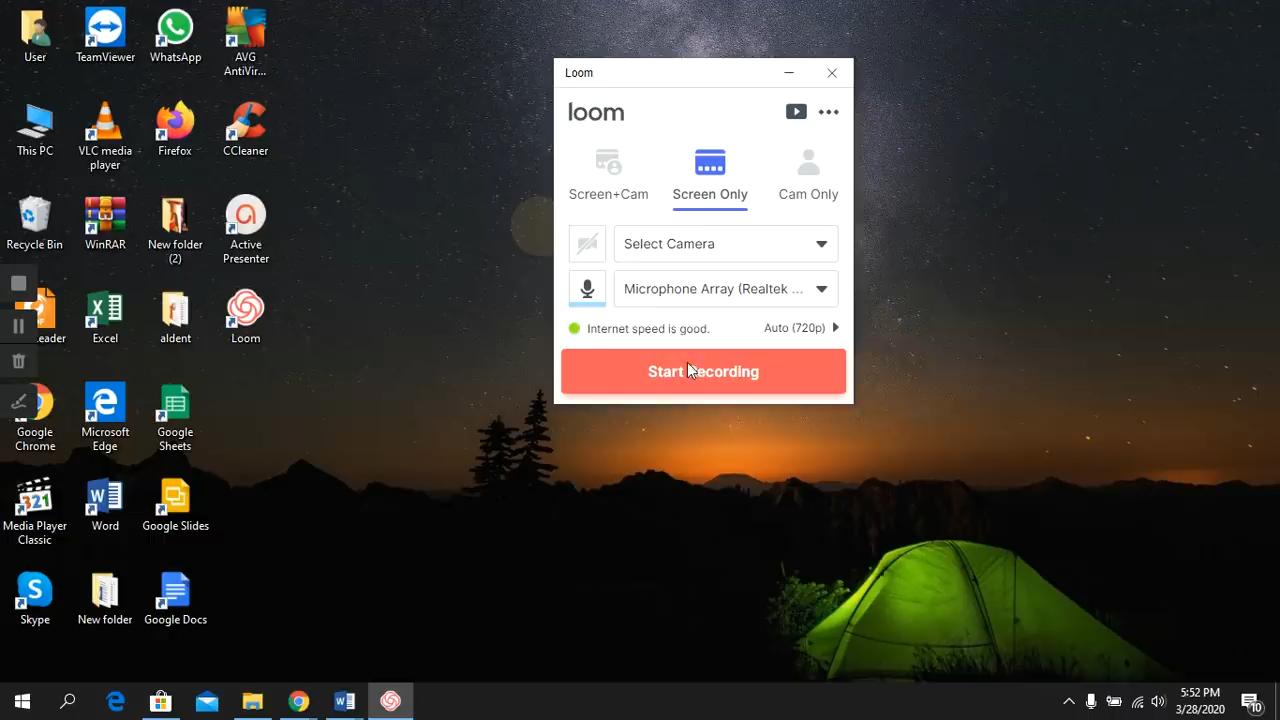 User
TeamViewer
WhatsApp
AVG
AntiVir...
This PC
VLC media
player
Firefox
CCleaner
Recycle Bin
WinRAR
New folder
(2)
Active
Presenter
eader
Excel
aldent
Loom
Google
Chrome
Microsoft
Edge
Google
Sheets
321
Media Player
Classic
Word
Google Slides
Skype
New folder
Google Docs
Loom
loom
Screen+Cam
Screen Only
Cam Only
Select Camera
Microphone Array (Realtek ...
Internet speed is good.
Auto (720p)
Start Recording
5:52 PM
3/28/2020
10